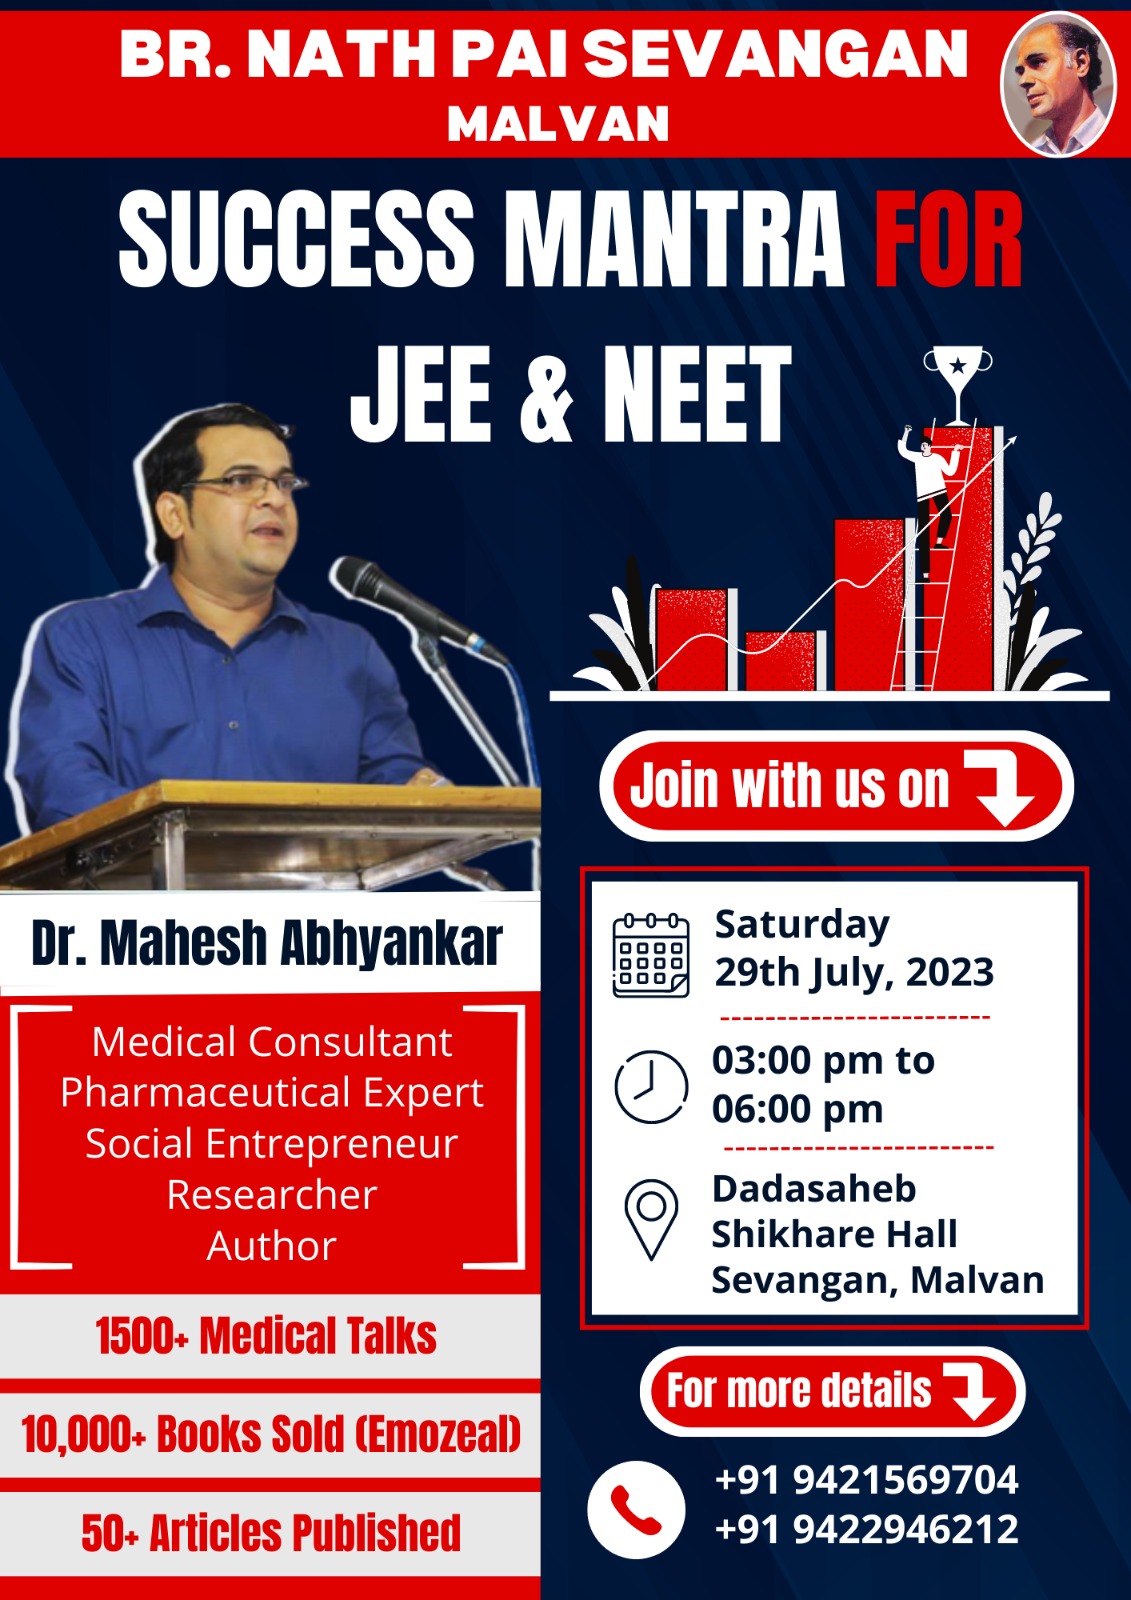 BR. NATH PAI SEVANGAN
MALVAN
SUCCESS MANTRA FOR
JEE & NEET
Dr. Mahesh Abhyankar
Medical Consultant
Pharmaceutical Expert
Social Entrepreneur
Researcher
Author
1500+ Medical Talks
10,000+ Books Sold (Emozeal)
50+ Articles Published
Join with us on
Saturday
29th July, 2023
03:00 pm to
06:00 pm
Dadasaheb
Shikhare Hall
Sevangan, Malvan
For more details
+91 9421569704
+91 9422946212